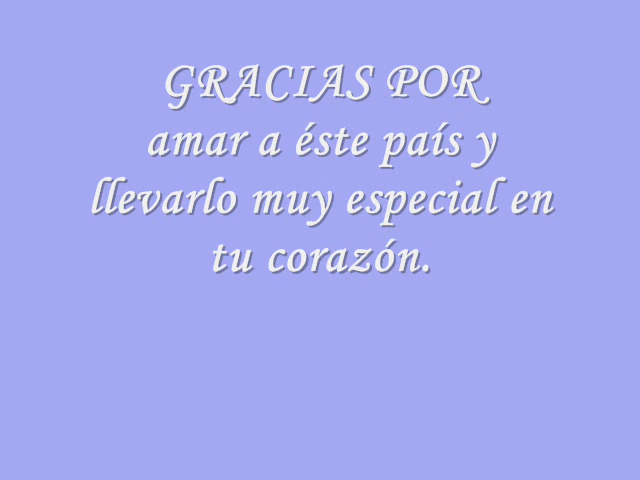 GRACIAS POR
amar a éste país y
llevarlo muy especial en
tu corazón.